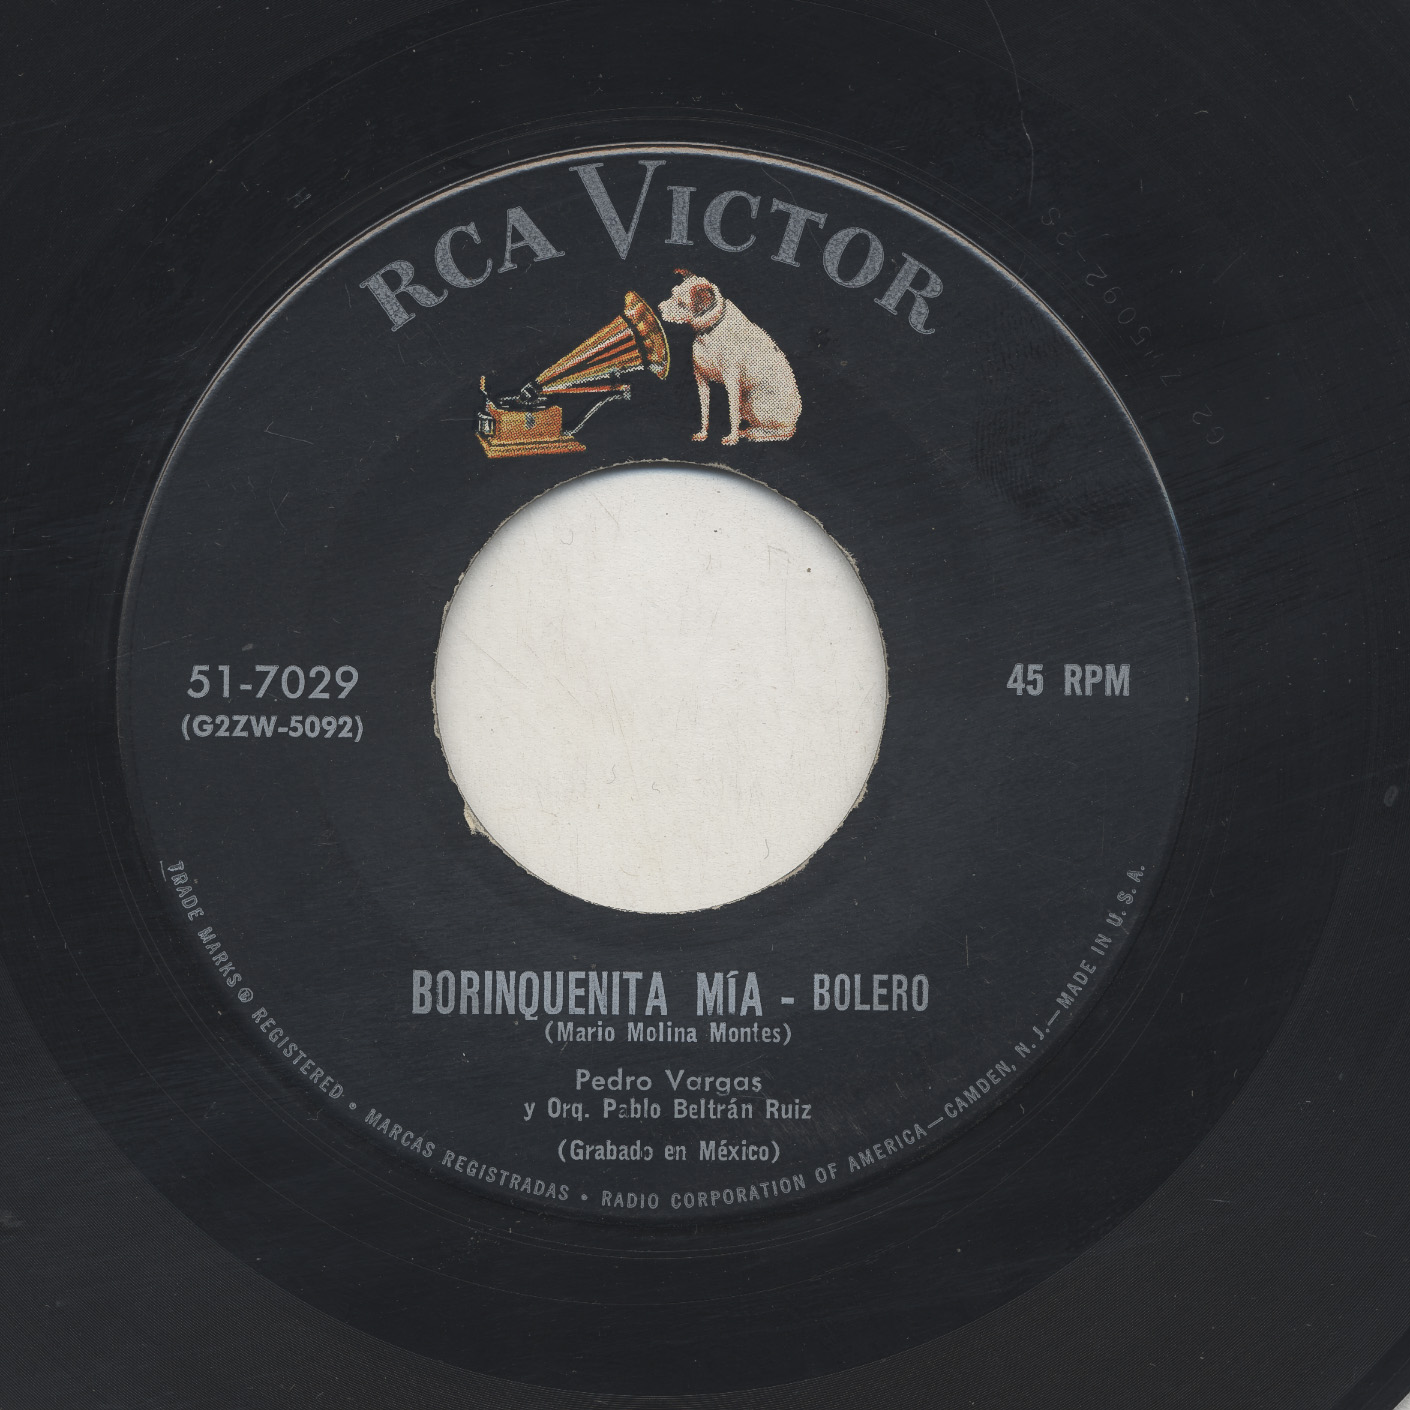 RCA VICTOR
51-7029
(G2ZW-5092)
45 RPM
BORINQUENITA MÍA - BOLERO
(Mario Molina Montes)
Pedro Vargas
y Orq. Pablo Beltrán Ruiz
(Grabado en México)
TRADE MARKS ® REGISTERED • MARCAS REGISTRADAS • RADIO CORPORATION OF AMERICA—CAMDEN, N. J.—MADE IN U. S. A.